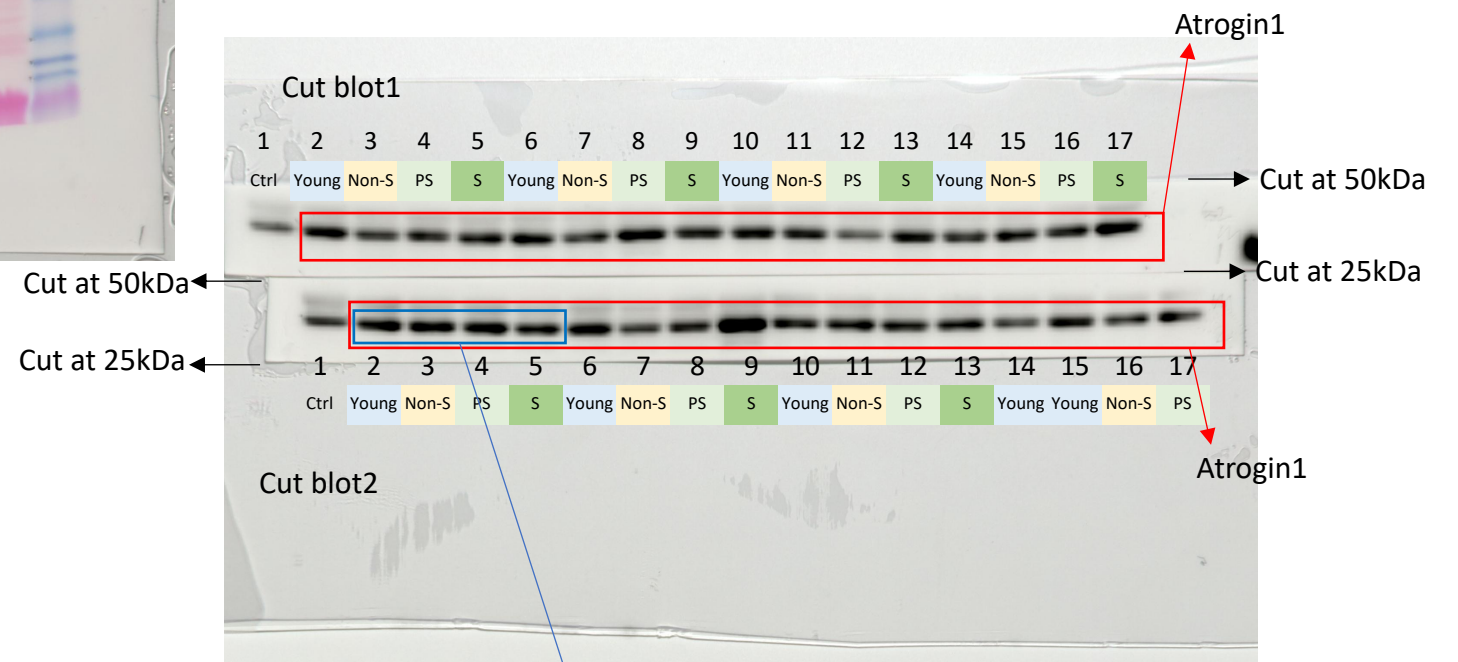 Atrogin1
Cut blot1
1 2 3 4 5 6 7 8 9 10 11 12 13 14 15 16 17
Ctrl Young Non-S PS S Young Non-S PS S Young Non-S PS S Young Non-S PS S
Cut at 50kDa
Cut at 50kDa
Cut at 25kDa
Cut at 25kDa
1 2 3 4 5 6 7 8 9 10 11 12 13 14 15 16 17
Ctrl Young Non-S PS S Young Non-S PS S Young Non-S PS S Young Young Non-S PS
Atrogin1
Cut blot2